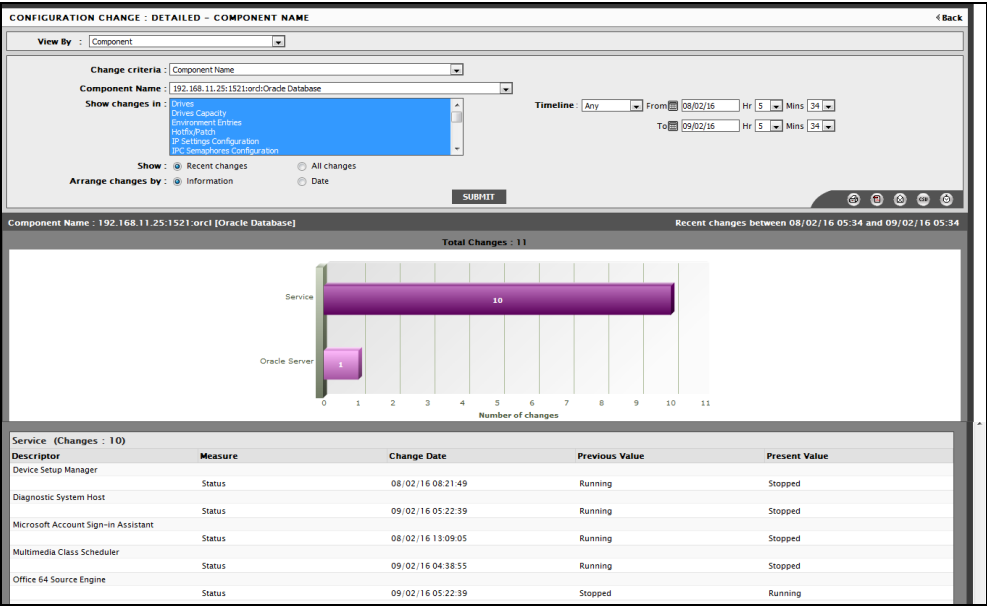 CONFIGURATION CHANGE : DETAILED - COMPONENT NAME Back
View By : Component
Change criteria : Component Name
Component Name : 192.168.11.25:1521:orcl:Oracle Database
Show changes in : Drives
Drives Capacity
Environment Entries
Hotfix/Patch
IP Settings Configuration
IPC Semaphores Configuration
Timeline : Any From 08/02/16 Hr 5 Mins 34
To 09/02/16 Hr 5 Mins 34
Show : Recent changes All changes
Arrange changes by : Information Date
SUBMIT
CSV
Component Name : 192.168.11.25:1521:orcl [Oracle Database] Recent changes between 08/02/16 05:34 and 09/02/16 05:34
Total Changes : 11
Service 10
Oracle Server 1
0 1 2 3 4 5 6 7 8 9 10 11
Number of changes
Service (Changes : 10)
Descriptor Measure Change Date Previous Value Present Value
Device Setup Manager
Status 08/02/16 08:21:49 Running Stopped
Diagnostic System Host
Status 09/02/16 05:22:39 Running Stopped
Microsoft Account Sign-in Assistant
Status 08/02/16 13:09:05 Running Stopped
Multimedia Class Scheduler
Status 09/02/16 04:38:55 Running Stopped
Office 64 Source Engine
Status 09/02/16 05:22:39 Stopped Running